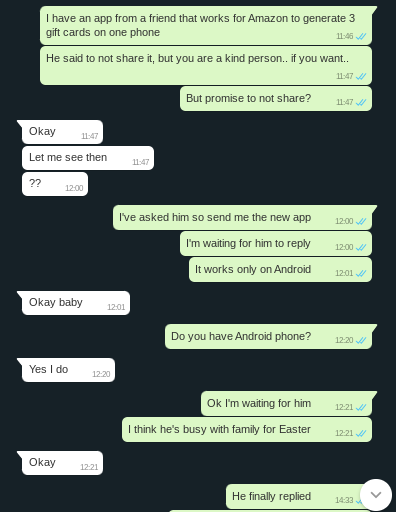 I have an app from a friend that works for Amazon to generate 3
gift cards on one phone
11:46
He said to not share it, but you are a kind person.. if you want..
11:47
But promise to not share?
11:47
Okay
11:47
Let me see then
11:47
??
12:00
I've asked him so send me the new app
12:00
I'm waiting for him to reply
12:00
It works only on Android
12:01
Okay baby
12:01
Do you have Android phone?
12:20
Yes I do
12:20
Ok I'm waiting for him
12:21
I think he's busy with family for Easter
12:21
Okay
12:21
He finally replied
14:33